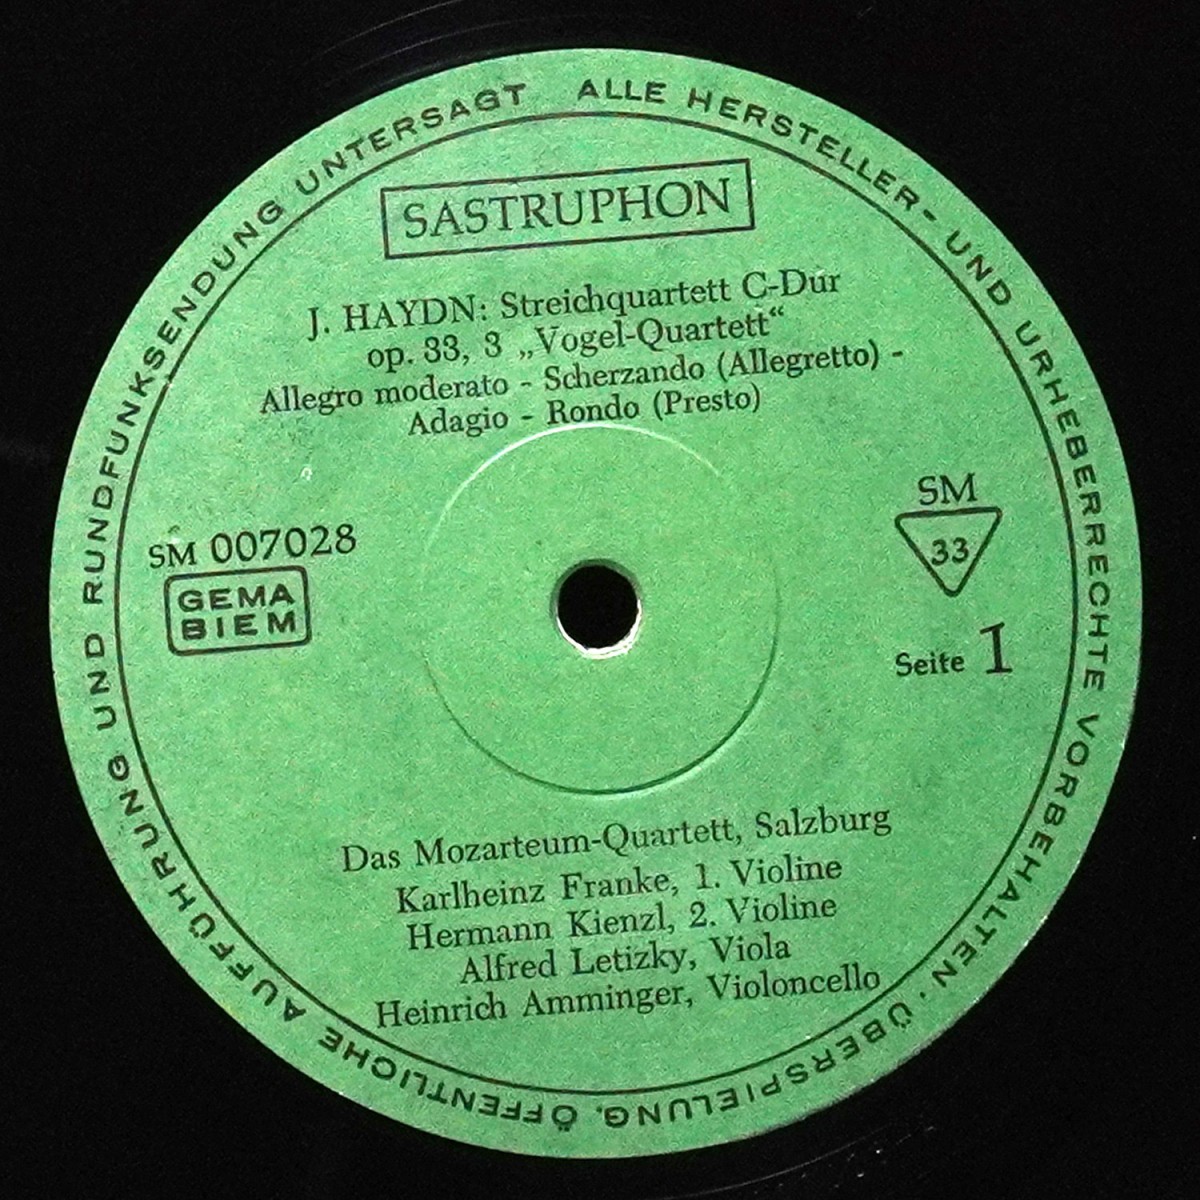 ALLE HERSTELLER- UND URHEBERRECHTE VORBEHALTEN · ÜBERSPIELUNG, ÖFFENTLICHE AUFFÜHRUNG UND RUNDFUNKSENDUNG UNTERSAGT
SASTRUPHON
J. HAYDN: Streichquartett C-Dur
op. 33, 3 „Vogel-Quartett“
Allegro moderato - Scherzando (Allegretto) -
Adagio - Rondo (Presto)
SM 007028
GEMA
BIEM
SM
33
Seite 1
Das Mozarteum-Quartett, Salzburg
Karlheinz Franke, 1. Violine
Hermann Kienzl, 2. Violine
Alfred Letizky, Viola
Heinrich Amminger, Violoncello